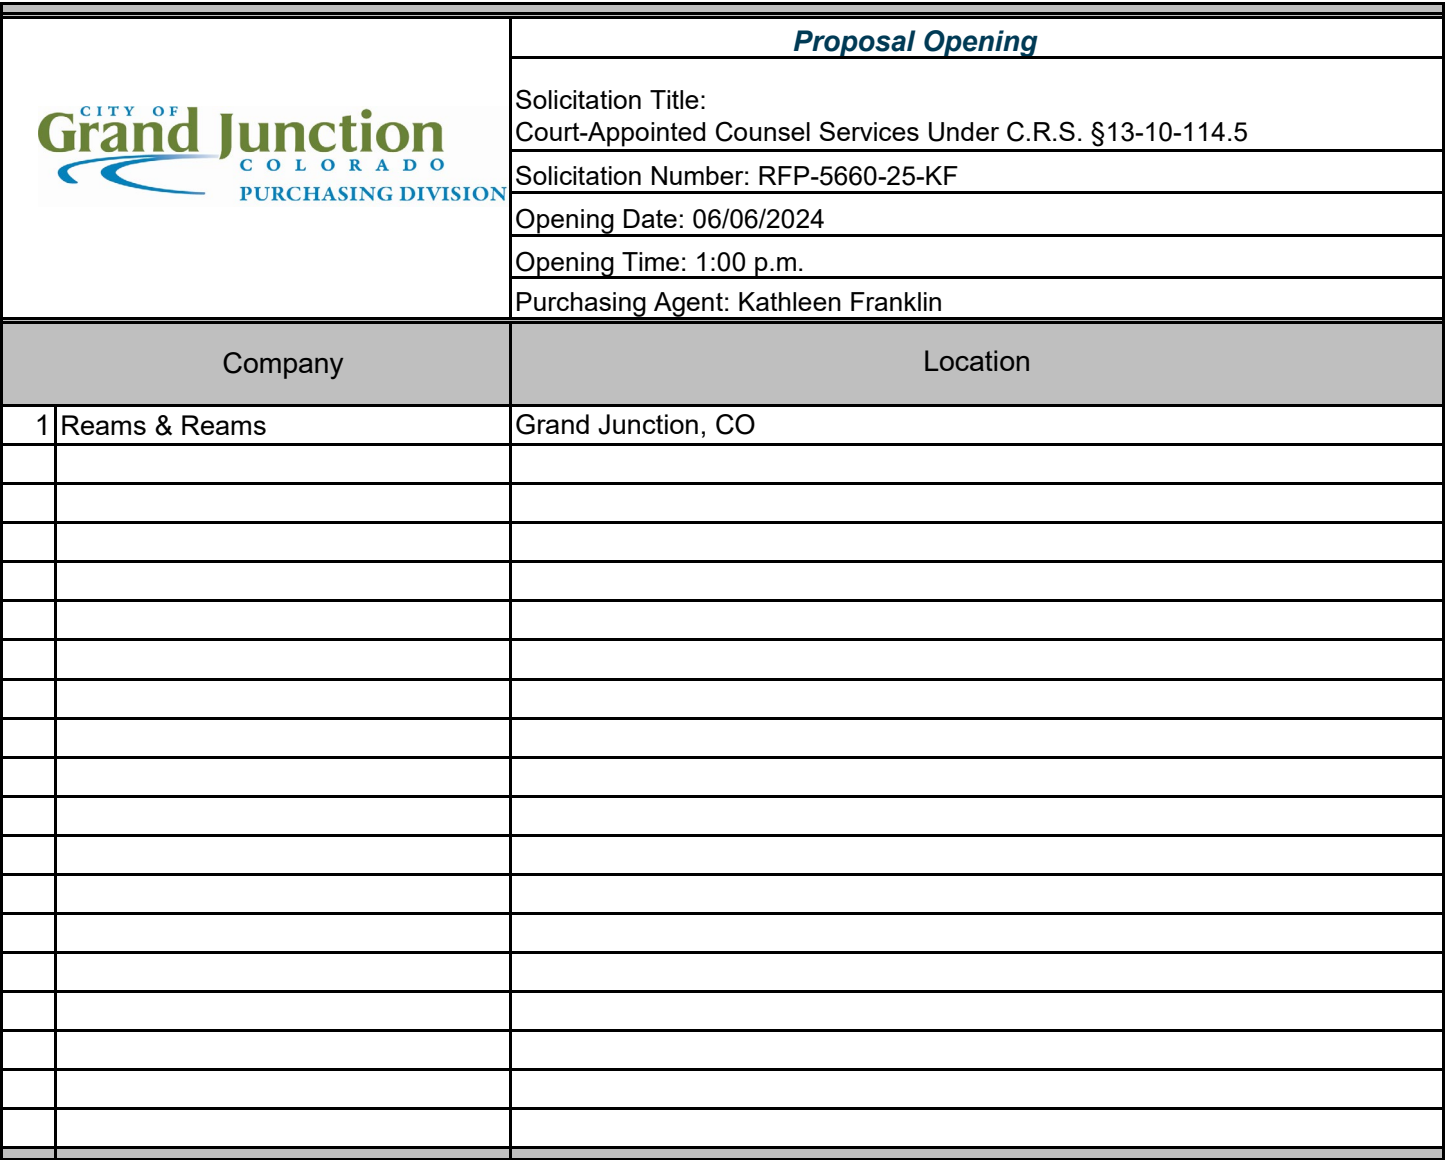 CITY OF
Grand Junction
COLORADO
PURCHASING DIVISION
Proposal Opening
Solicitation Title:
Court-Appointed Counsel Services Under C.R.S. §13-10-114.5
Solicitation Number: RFP-5660-25-KF
Opening Date: 06/06/2024
Opening Time: 1:00 p.m.
Purchasing Agent: Kathleen Franklin
Company Location
1 Reams & Reams Grand Junction, CO